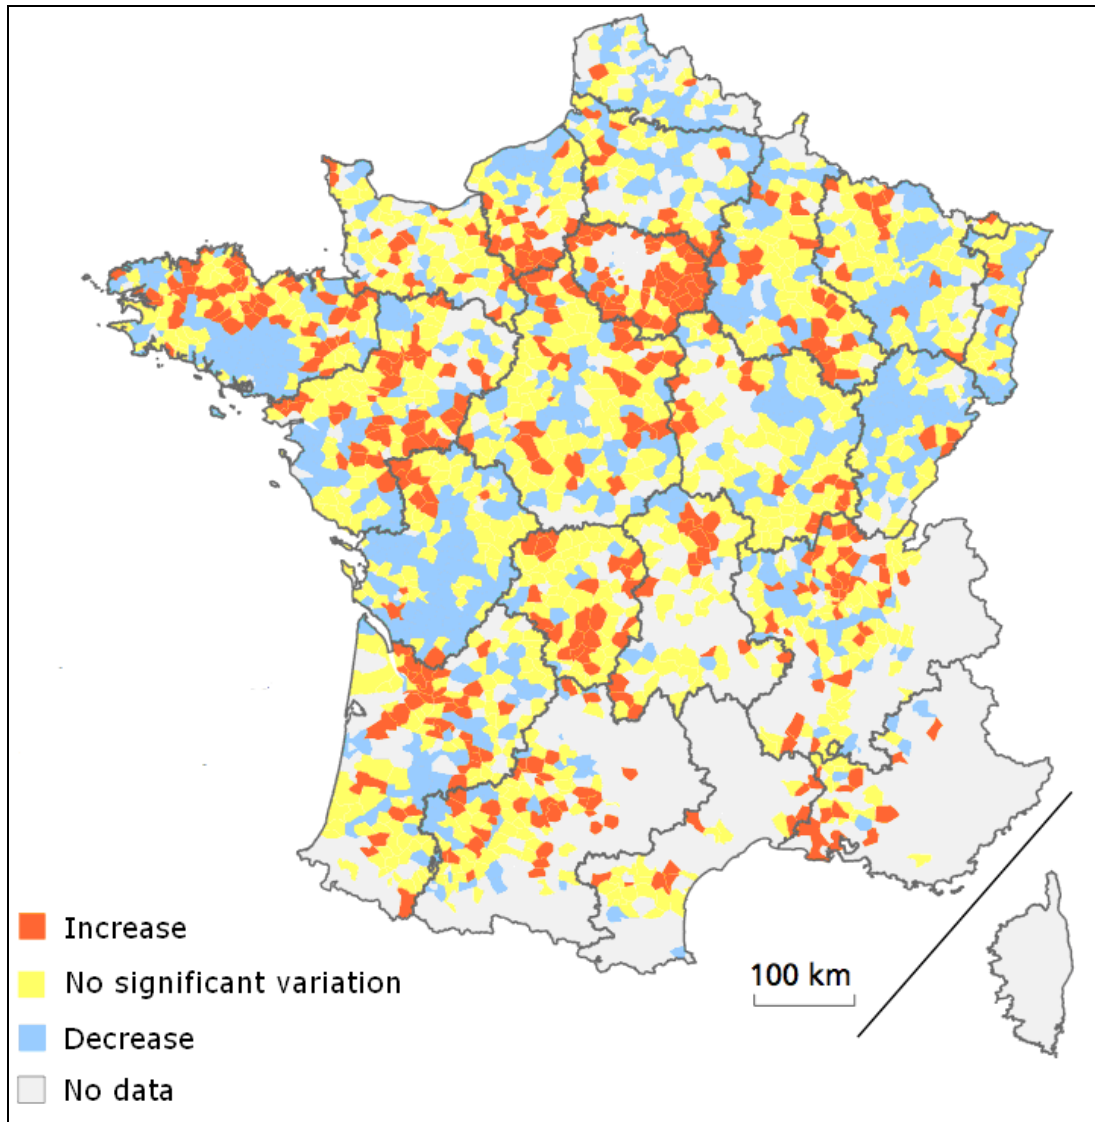 Increase
No significant variation
Decrease
No data
100 km